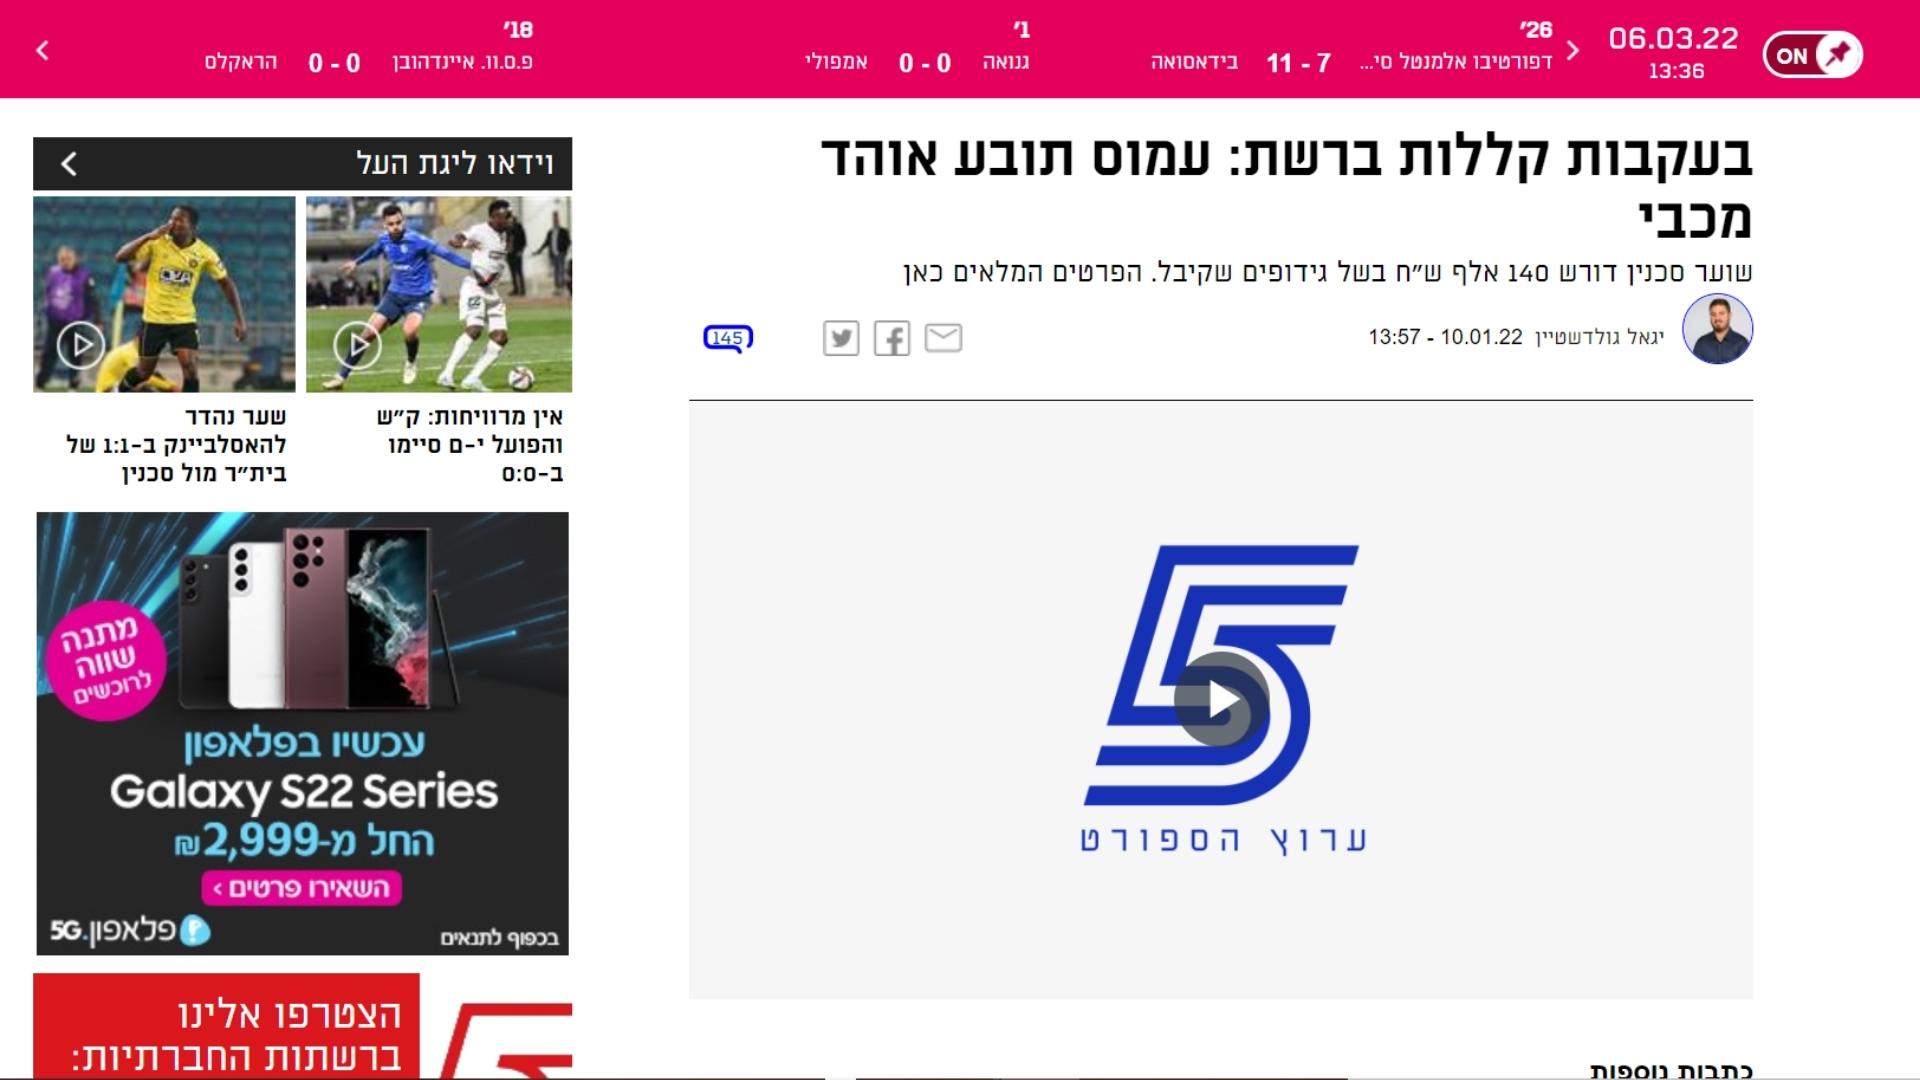 ON
06.03.22
13:36
26׳
דפורטיבו אלמנטל סי... 7 - 11 בידאסואה
1׳
גנואה 0 - 0 אמפולי
18׳
פ.ס.וו. איינדהובן 0 - 0 הראקלס
בעקבות קללות ברשת: עמוס תובע אוהד
מכבי
שוער סכנין דורש 140 אלף ש״ח בשל גידופים שקיבל. הפרטים המלאים כאן
יגאל גולדשטיין 10.01.22 - 13:57
145
ערוץ הספורט
כתבות נוספות
וידאו ליגת העל
אין מרוויחות: ק״ש
והפועל י-ם סיימו
ב-0:0
שער נהדר
להאסלביינק ב-1:1 של
בית״ר מול סכנין
מתנה
שווה
לרוכשים
עכשיו בפלאפון
Galaxy S22 Series
החל מ-2,999₪
השאירו פרטים >
בכפוף לתנאים
פלאפון.5G
הצטרפו אלינו
ברשתות החברתיות: